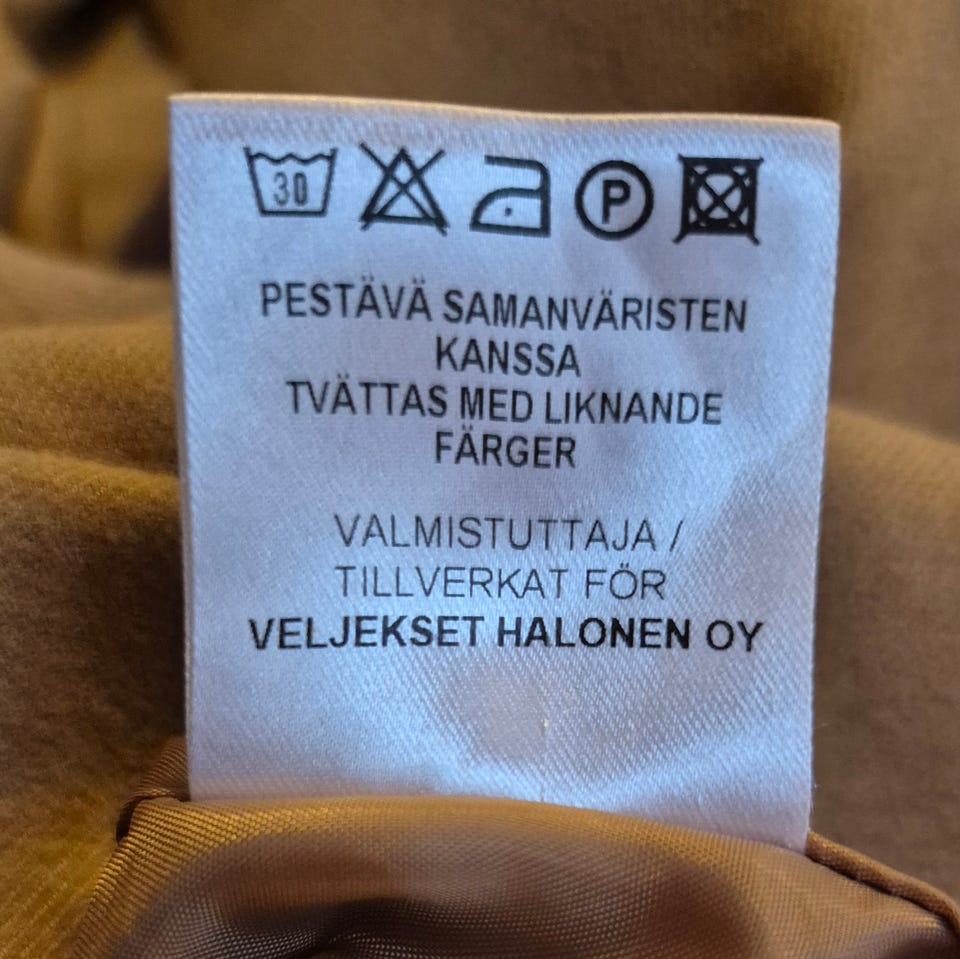 30
P
PESTÄVÄ SAMANVÄRISTEN
KANSSA
TVÄTTAS MED LIKNANDE
FÄRGER
VALMISTUTTAJA /
TILLVERKAT FÖR
VELJEKSET HALONEN OY